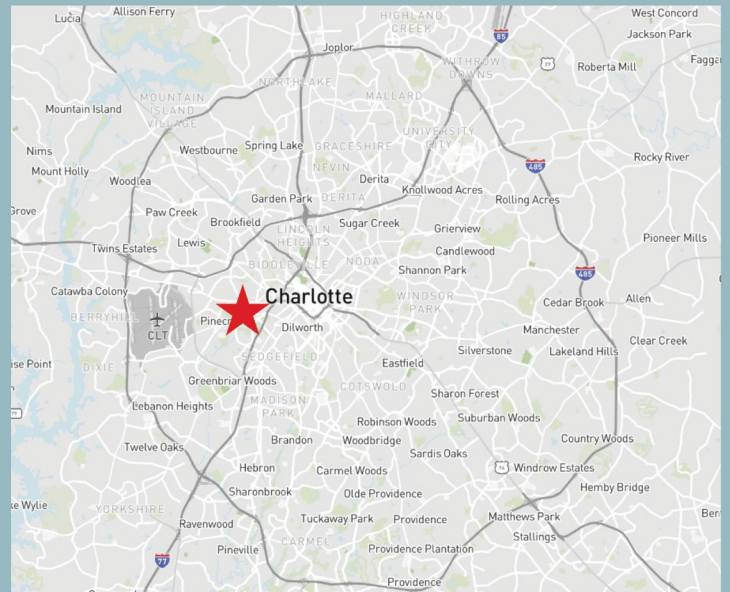 Allison Ferry
Lucia
HIGHLAND
CREEK
West Concord
Jackson Park
85
Joplor
WITHROW
DOWNS
29
Roberta Mill
NORTHLAKE
MALLARD
MOUNTAIN
ISLAND
VILLAGE
Mountain Island
UNIVERSITY
CITY
Nims
Westbourne
Spring Lake
GRACESHIRE
Rocky River
Mount Holly
NEVIN
485
Woodlea
Derita
Knollwood Acres
Garden Park
DERITA
Rolling Acres
Paw Creek
Brookfield
Sugar Creek
LINCOLN
HEIGHTS
Grierview
Pioneer Mills
Twins Estates
Lewis
Candlewood
BIDDLEVILLE
NODA
Shannon Park
485
Catawba Colony
Charlotte
WINDSOR
PARK
Cedar Brook
Allen
BERRYHILL
CLT
Dilworth
Manchester
Clear Creek
Silverstone
Lakeland Hills
SEDGEFIELD
Eastfield
DIXIE
Greenbriar Woods
COTSWOLD
Sharon Forest
MADISON
PARK
Lebanon Heights
Suburban Woods
Robinson Woods
Brandon
Woodbridge
Country Woods
Twelve Oaks
Sardis Oaks
Hebron
Carmel Woods
74
Windrow Estates
Sharonbrook
Olde Providence
Hemby Bridge
YORKSHIRE
Tuckaway Park
Providence
Matthews Park
Ravenwood
Stallings
CARMEL
Pineville
Providence Plantation
77
Providence